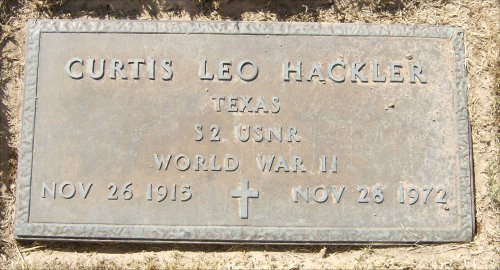 CURTIS LEO HACKLER
TEXAS
S2 USNR
WORLD WAR II
NOV 26 1915 NOV 28 1972